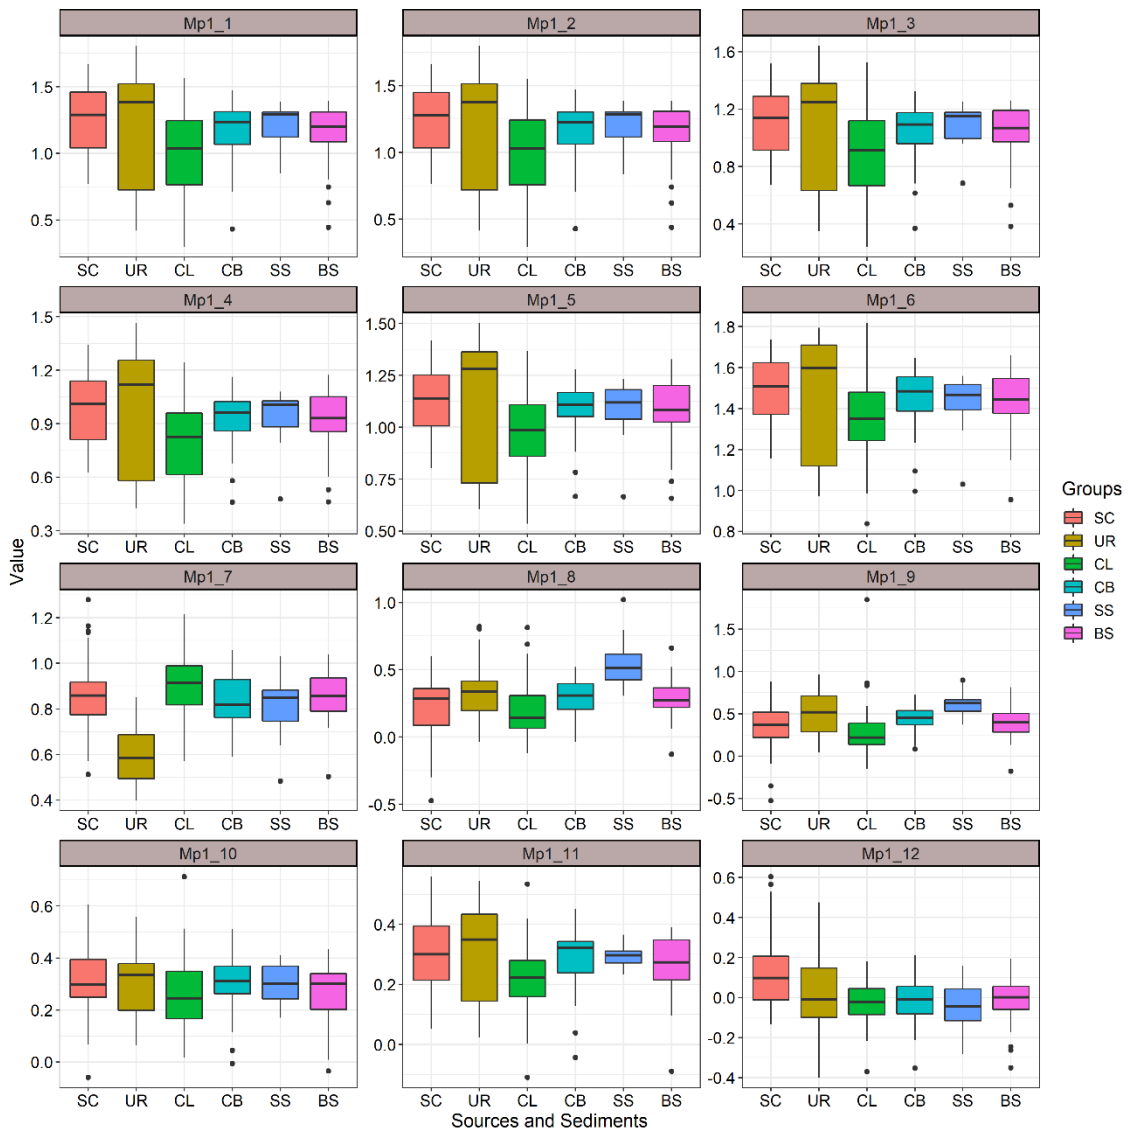 Mp1_1 Mp1_2 Mp1_3
1.5 1.5 1.6
1.0 1.0 1.2
0.5 0.5 0.8
0.4
SC UR CL CB SS BS SC UR CL CB SS BS SC UR CL CB SS BS
Mp1_4 Mp1_5 Mp1_6
1.5 1.50 1.8
1.2 1.25 1.6
0.9 1.00 1.4
0.6 0.75 1.2
0.3 0.50 1.0
0.8
SC UR CL CB SS BS SC UR CL CB SS BS SC UR CL CB SS BS
Groups
SC
UR
CL
CB
SS
BS
Value
Mp1_7 Mp1_8 Mp1_9
1.2 1.0 1.5
1.0 0.5 1.0
0.8 0.0 0.5
0.6 -0.5 0.0
0.4 -0.5
SC UR CL CB SS BS SC UR CL CB SS BS SC UR CL CB SS BS
Mp1_10 Mp1_11 Mp1_12
0.6 0.4 0.6
0.4 0.2 0.4
0.2 0.0 0.2
0.0 0.0
-0.2
-0.4
SC UR CL CB SS BS SC UR CL CB SS BS SC UR CL CB SS BS
Sources and Sediments